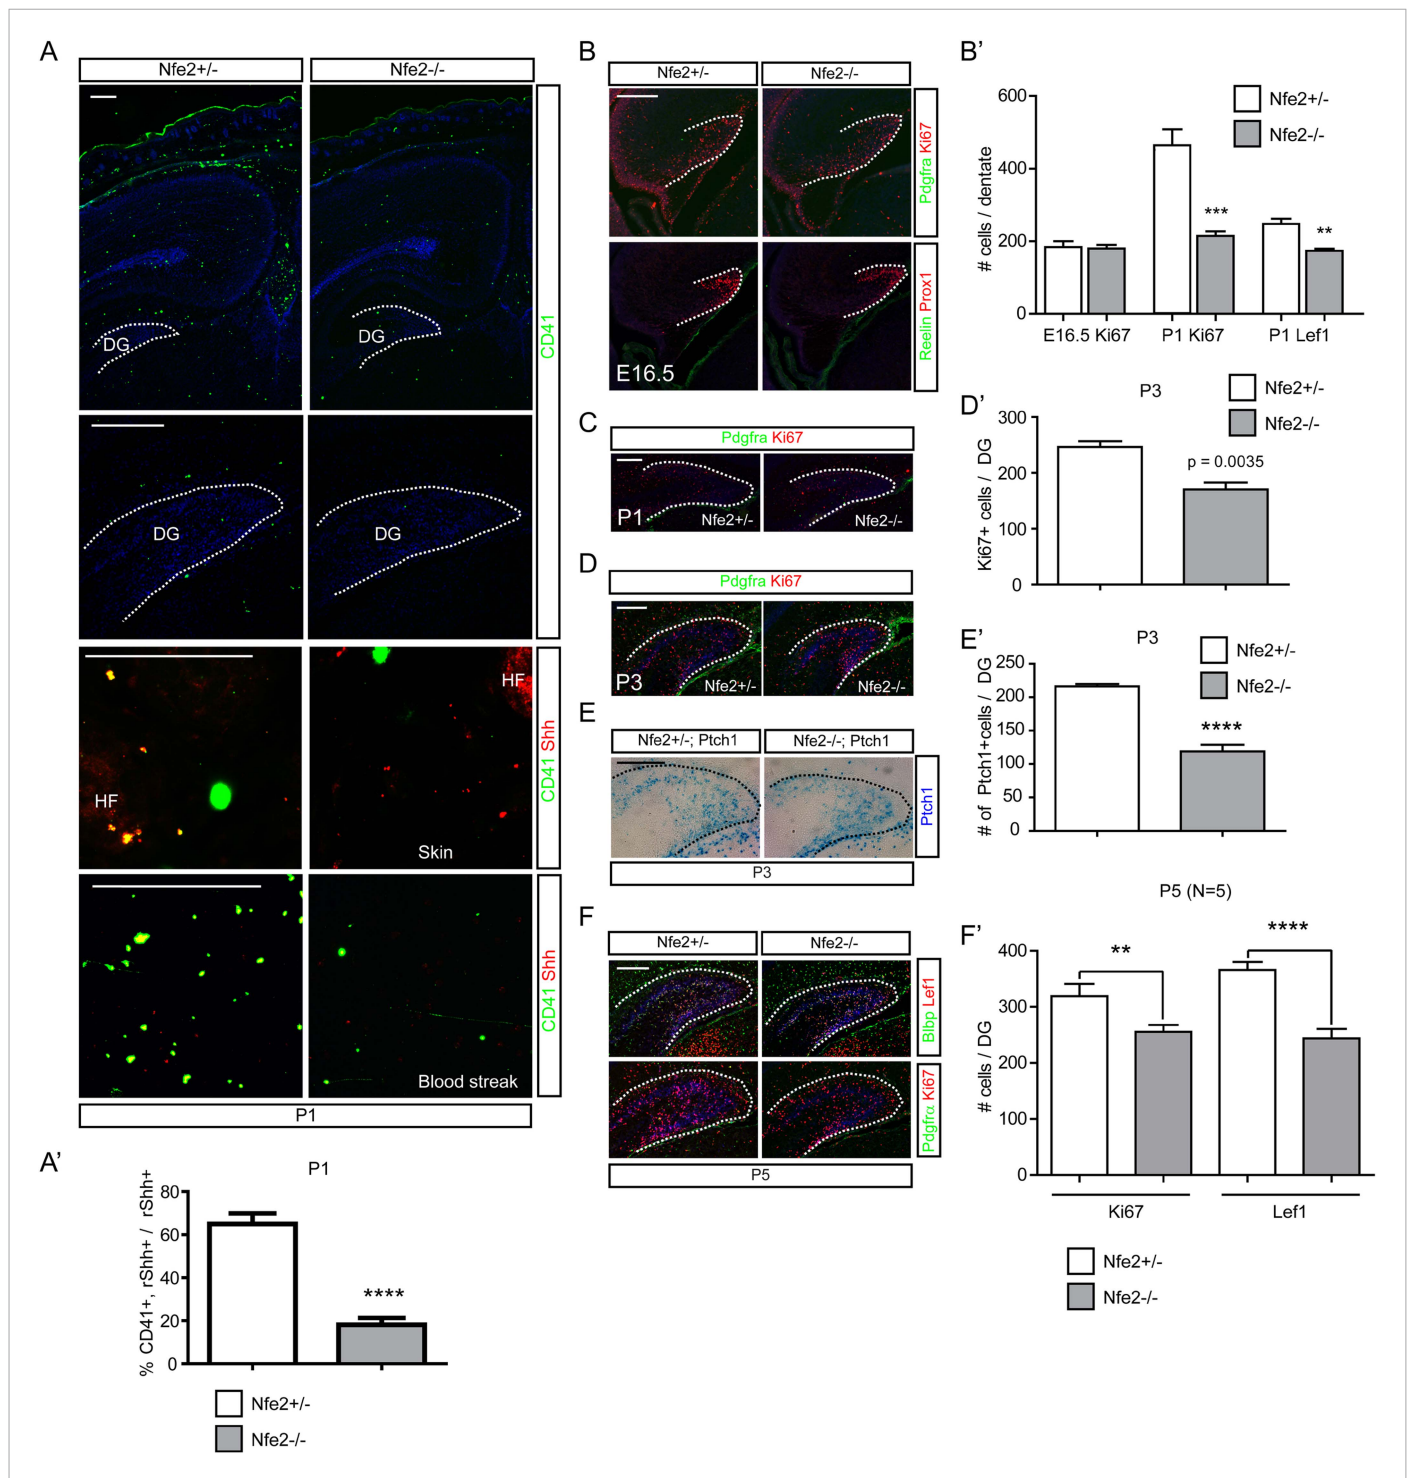 A
Nfe2+/-
Nfe2-/-
DG
DG
CD41
DG
DG
HF
HF
Skin
CD41 Shh
Blood streak
CD41 Shh
P1
A’
P1
% CD41+, rShh+ / rShh+
80
60
40
20
0
****
Nfe2+/-
Nfe2-/-
B
Nfe2+/-
Nfe2-/-
Pdgfra Ki67
E16.5
Reelin Prox1
C
Pdgfra Ki67
P1
Nfe2+/-
Nfe2-/-
D
Pdgfra Ki67
P3
Nfe2+/-
Nfe2-/-
E
Nfe2+/-; Ptch1
Nfe2-/-; Ptch1
Ptch1
P3
F
Nfe2+/-
Nfe2-/-
Blbp Lef1
Pdgfrα Ki67
P5
B’
# cells / dentate
600
400
200
0
Nfe2+/-
Nfe2-/-
***
**
E16.5 Ki67
P1 Ki67
P1 Lef1
D’
P3
Nfe2+/-
Nfe2-/-
Ki67+ cells / DG
300
200
100
0
p = 0.0035
E’
P3
Nfe2+/-
Nfe2-/-
# of Ptch1+cells / DG
250
200
150
100
50
0
****
F’
P5 (N=5)
# cells / DG
400
300
200
100
0
**
****
Ki67
Lef1
Nfe2+/-
Nfe2-/-